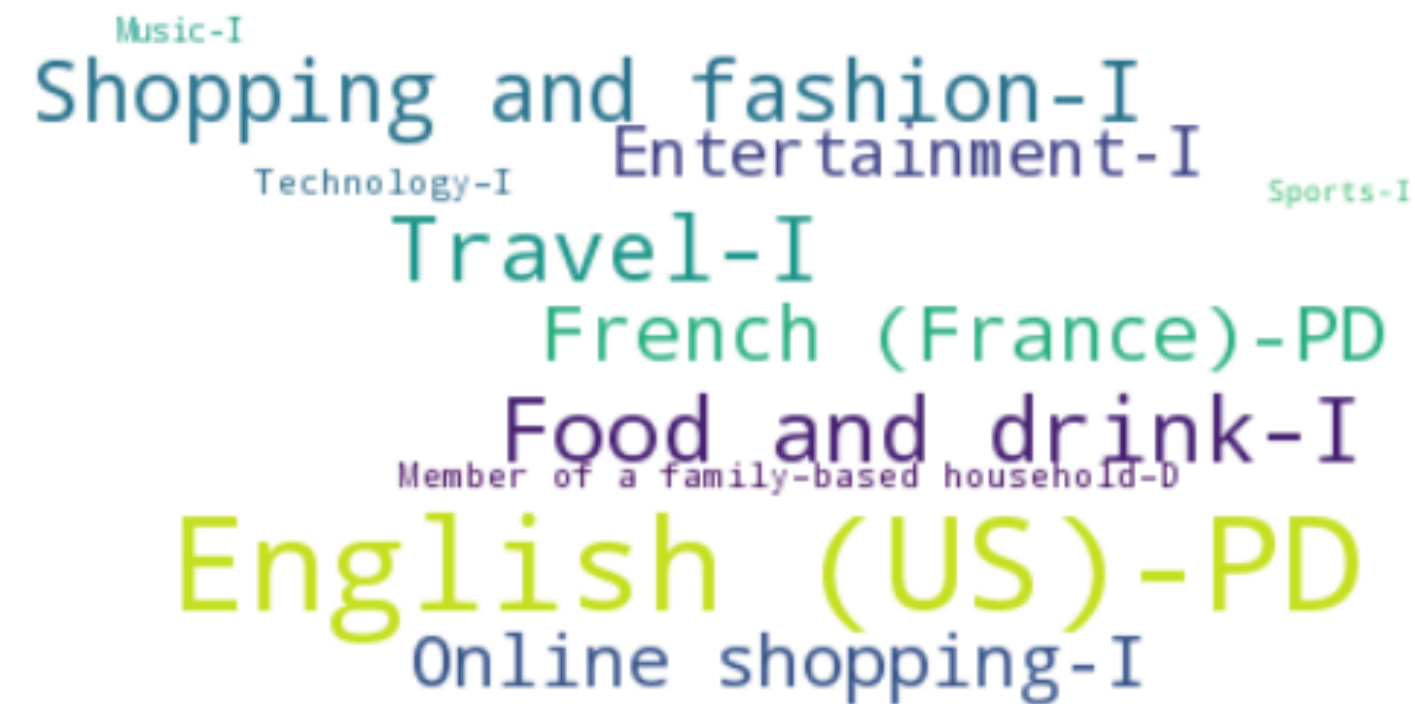 Music-I
Shopping and fashion-I
Entertainment-I
Technology-I
Sports-I
Travel-I
French (France)-PD
Food and drink-I
Member of a family-based household-D
English (US)-PD
Online shopping-I